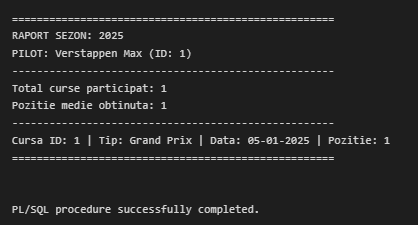 ====================================================
RAPORT SEZON: 2025
PILOT: Verstappen Max (ID: 1)
----------------------------------------------------
Total curse participat: 1
Pozitie medie obtinuta: 1
----------------------------------------------------
Cursa ID: 1 | Tip: Grand Prix | Data: 05-01-2025 | Pozitie: 1
====================================================
PL/SQL procedure successfully completed.